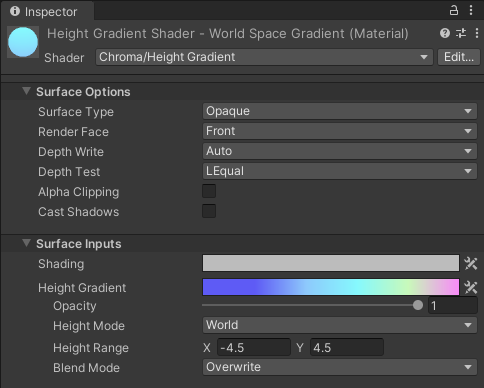 Inspector
Height Gradient Shader - World Space Gradient (Material)
Shader Chroma/Height Gradient Edit...
Surface Options
Surface Type Opaque
Render Face Front
Depth Write Auto
Depth Test LEqual
Alpha Clipping
Cast Shadows
Surface Inputs
Shading
Height Gradient
Opacity 1
Height Mode World
Height Range X -4.5 Y 4.5
Blend Mode Overwrite